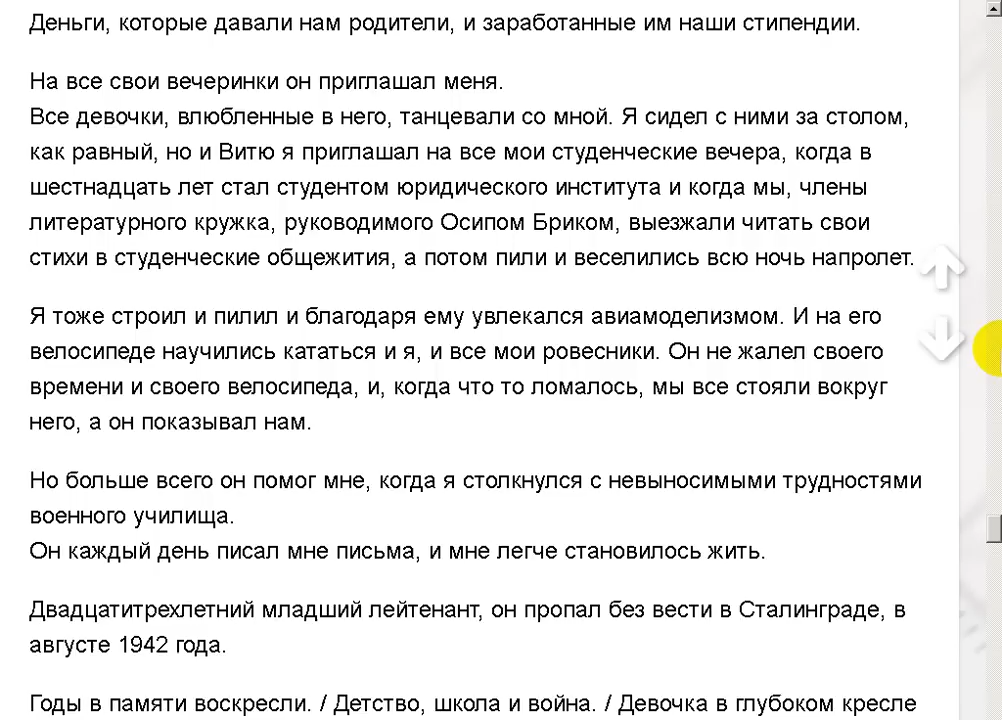 Деньги, которые давали нам родители, и заработанные им наши стипендии.
На все свои вечеринки он приглашал меня.
Все девочки, влюбленные в него, танцевали со мной. Я сидел с ними за столом,
как равный, но и Витю я приглашал на все мои студенческие вечера, когда в
шестнадцать лет стал студентом юридического института и когда мы, члены
литературного кружка, руководимого Осипом Бриком, выезжали читать свои
стихи в студенческие общежития, а потом пили и веселились всю ночь напролет.
Я тоже строил и пилил и благодаря ему увлекался авиамоделизмом. И на его
велосипеде научились кататься и я, и все мои ровесники. Он не жалел своего
времени и своего велосипеда, и, когда что то ломалось, мы все стояли вокруг
него, а он показывал нам.
Но больше всего он помог мне, когда я столкнулся с невыносимыми трудностями
военного училища.
Он каждый день писал мне письма, и мне легче становилось жить.
Двадцатитрехлетний младший лейтенант, он пропал без вести в Сталинграде, в
августе 1942 года.
Годы в памяти воскресли. / Детство, школа и война. / Девочка в глубоком кресле